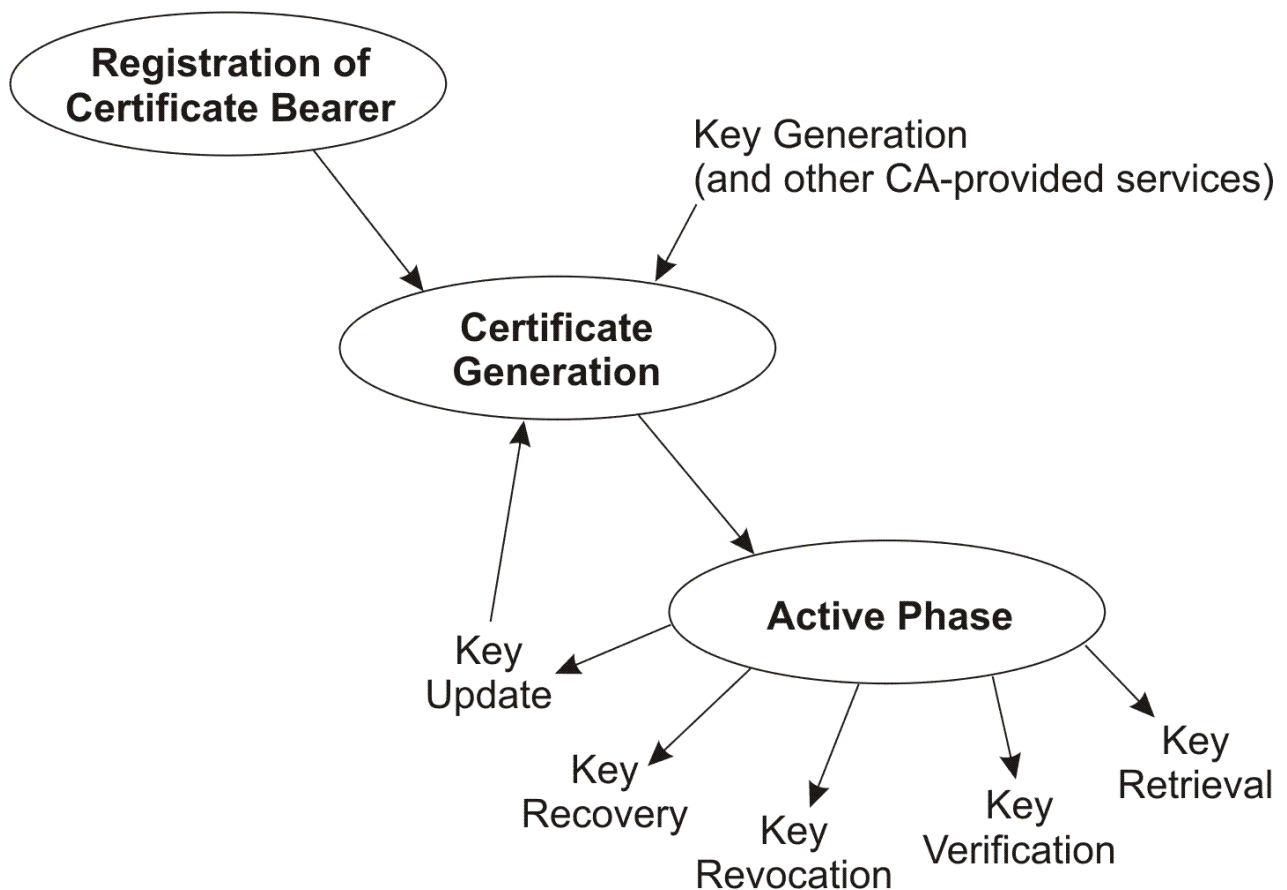 Registration of
Certificate Bearer
Key Generation
(and other CA-provided services)
Certificate
Generation
Active Phase
Key
Update
Key
Recovery
Key
Revocation
Key
Verification
Key
Retrieval